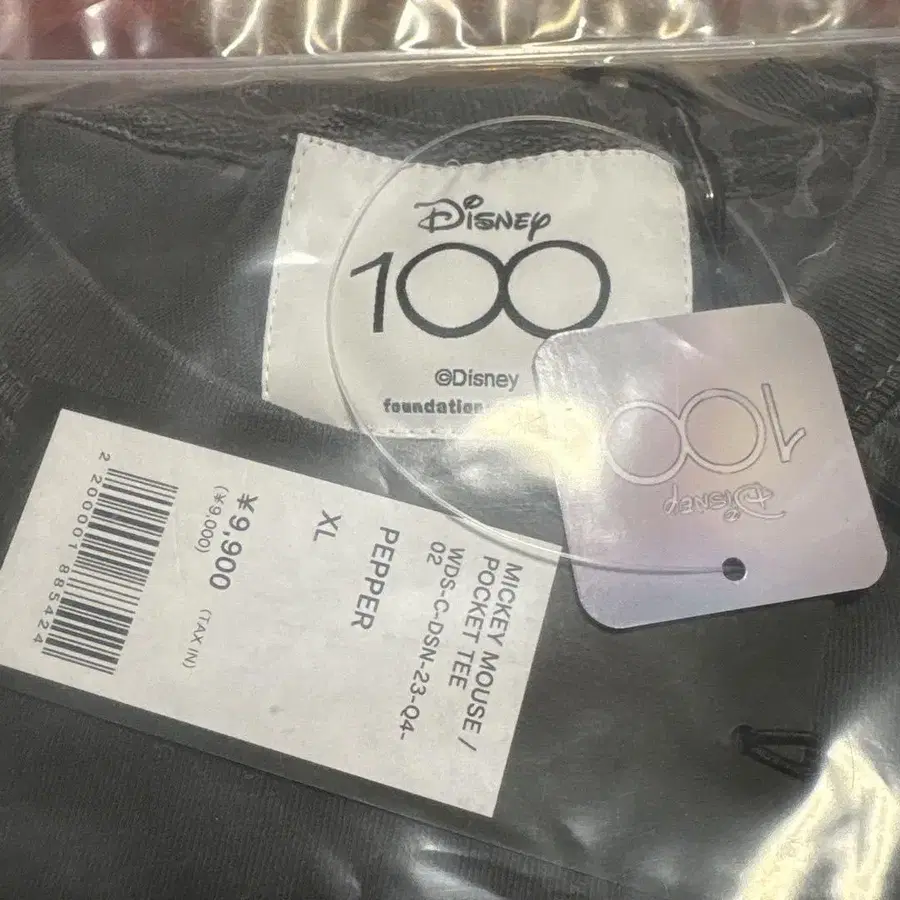 Disney
100
©Disney
foundation
MICKEY MOUSE /
POCKET TEE
WDS-C-DSN-23-Q4-
02
PEPPER
XL
¥9,900 (TAX IN)
(¥9,000)
2 200001 885424
Disney
100